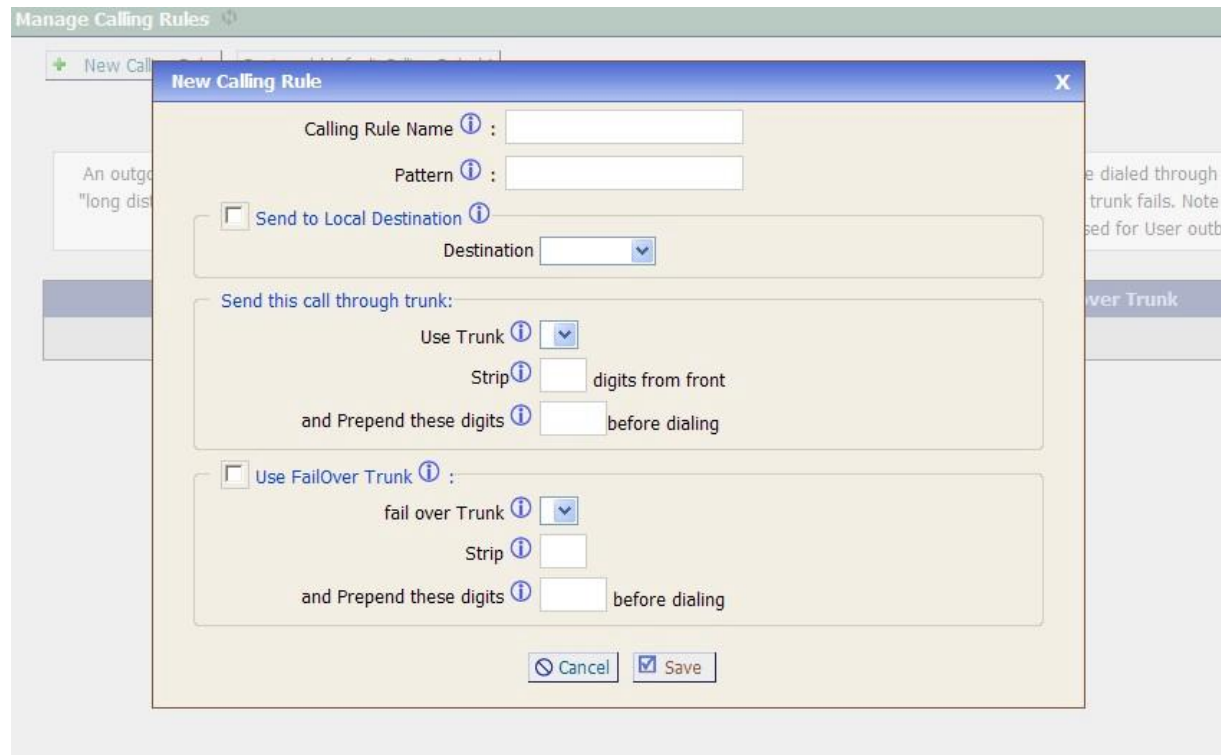 Manage Calling Rules
New Call
New Calling Rule X
Calling Rule Name :
Pattern :
An outgo
"long dist
e dialed through
trunk fails. Note
sed for User outb
Send to Local Destination
Destination
Send this call through trunk:
Use Trunk
Strip digits from front
and Prepend these digits before dialing
ver Trunk
Use FailOver Trunk :
fail over Trunk
Strip
and Prepend these digits before dialing
Cancel Save